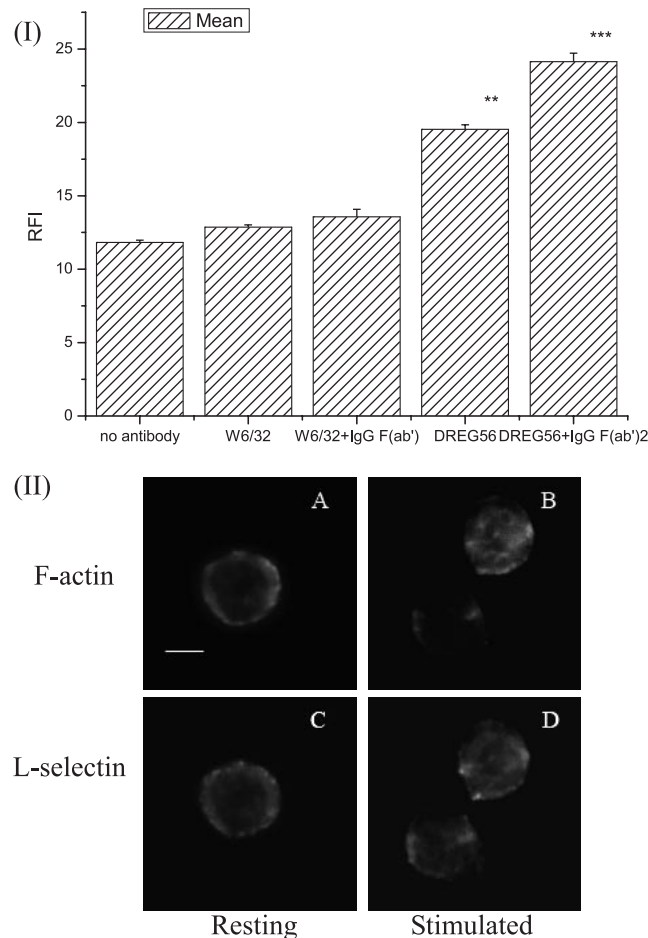 (I)
Mean
25
20
15
10
5
0
RFI
no antibody W6/32 W6/32+IgG F(ab') DREG56 DREG56+IgG F(ab')2
**
***
(II)
F-actin
A
B
L-selectin
C
D
Resting Stimulated